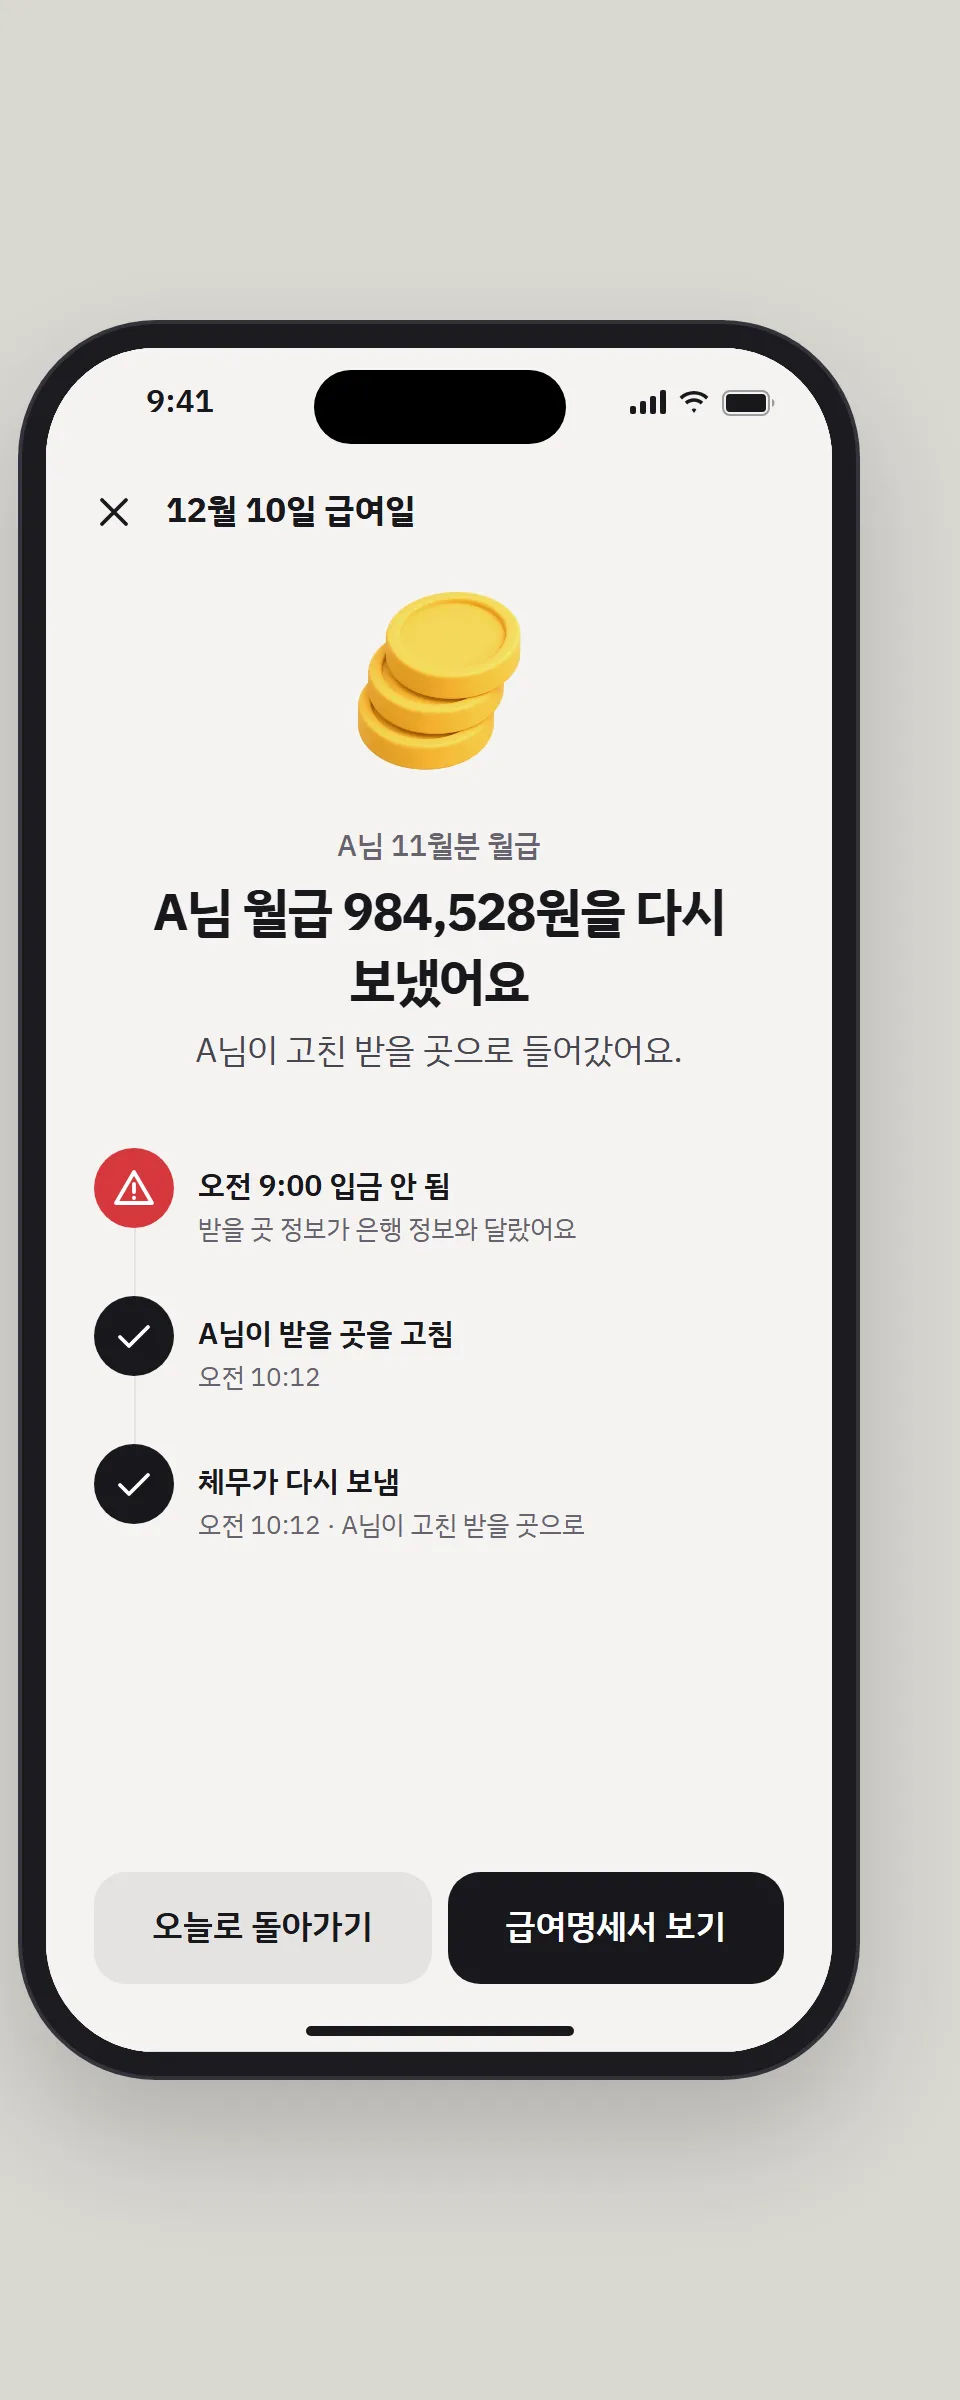 9:41
12월 10일 급여일
A님 11월분 월급
A님 월급 984,528원을 다시
보냈어요
A님이 고친 받을 곳으로 들어갔어요.
오전 9:00 입금 안 됨
받을 곳 정보가 은행 정보와 달랐어요
A님이 받을 곳을 고침
오전 10:12
체무가 다시 보냄
오전 10:12 · A님이 고친 받을 곳으로
오늘로 돌아가기
급여명세서 보기